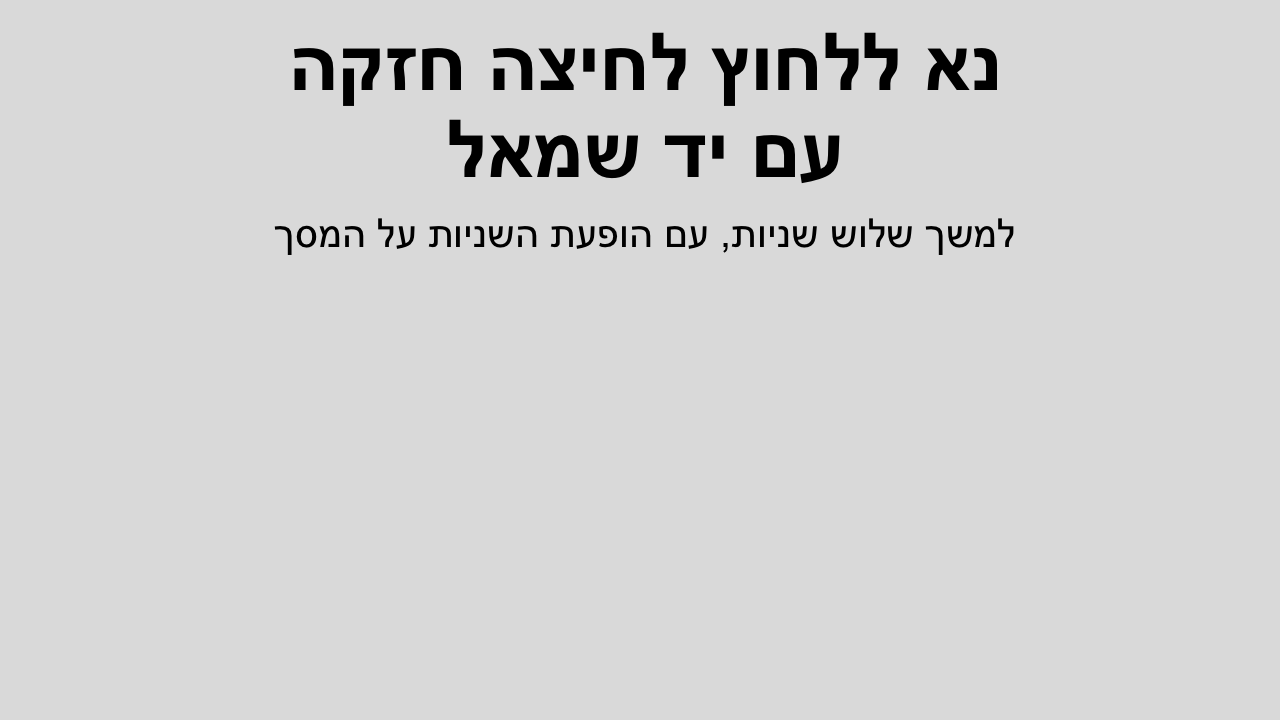 נא ללחוץ לחיצה חזקה
עם יד שמאל
למשך שלוש שניות, עם הופעת השניות על המסך